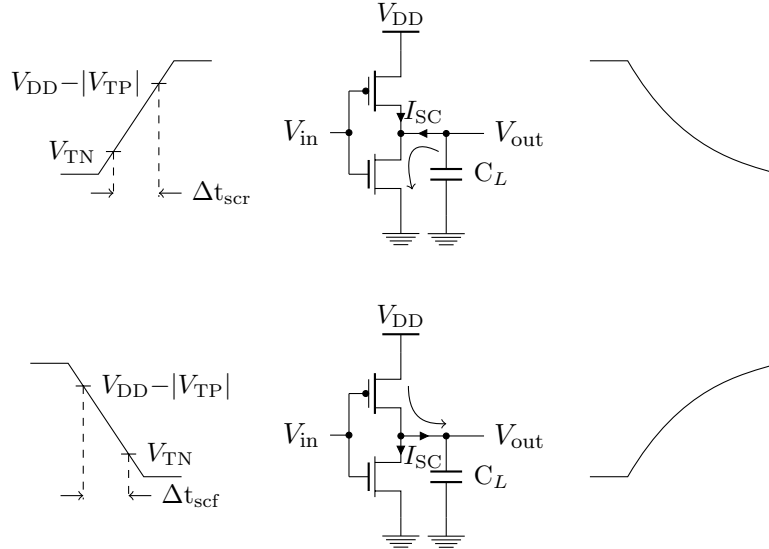 V_DD
V_DD−|V_TP|
I_SC
V_in
V_out
V_TN
C_L
Δt_scr
V_DD
V_DD−|V_TP|
V_in
V_out
V_TN
I_SC
C_L
Δt_scf